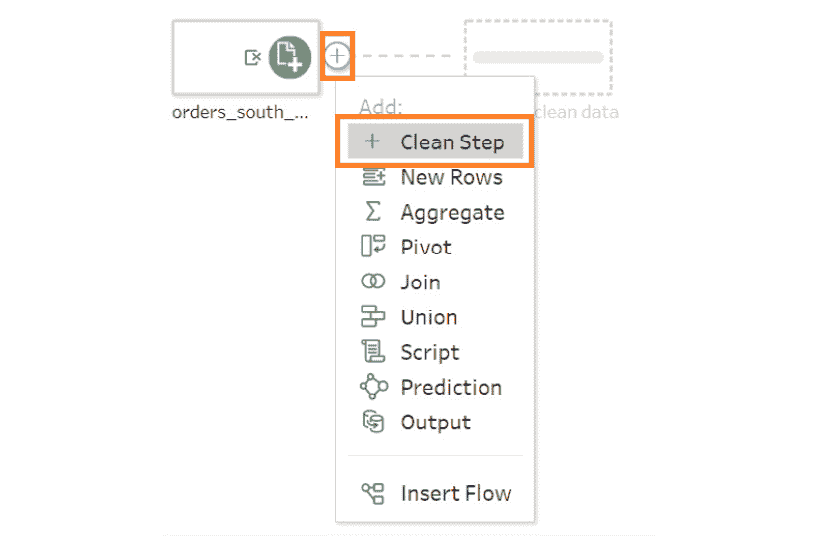 orders_south_...
Add:
clean data
Clean Step
New Rows
Aggregate
Pivot
Join
Union
Script
Prediction
Output
Insert Flow